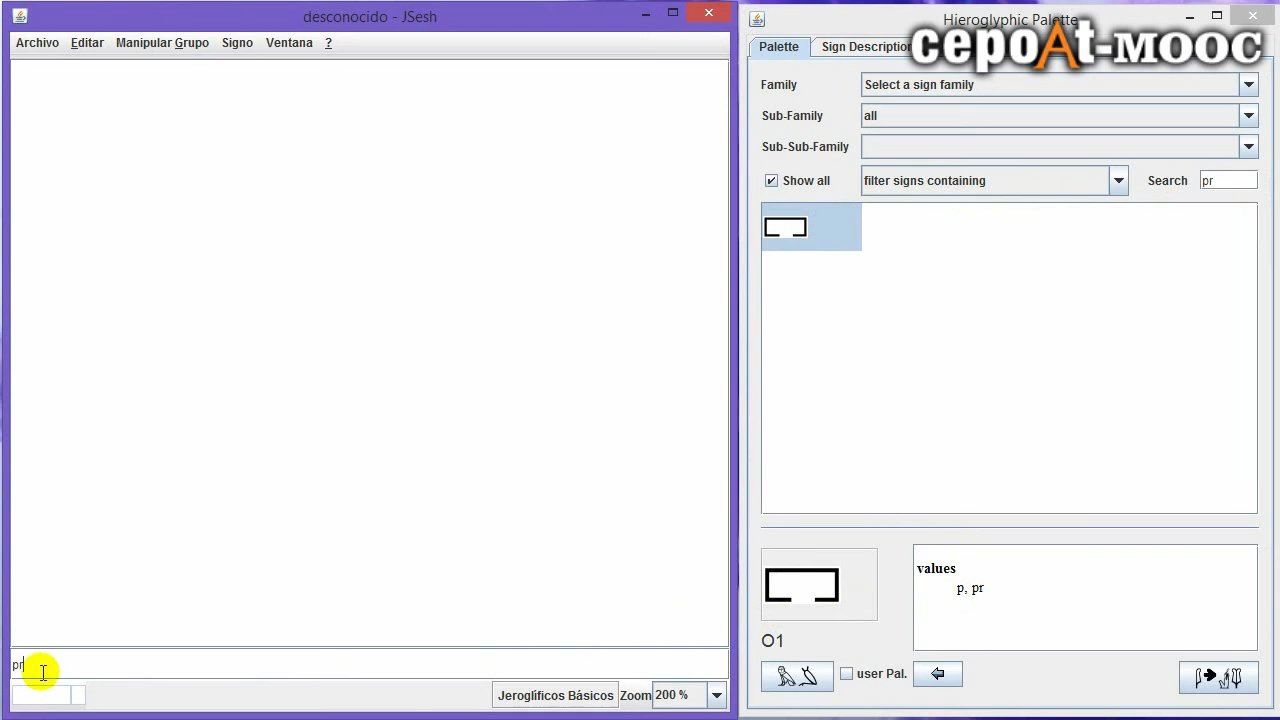 desconocido - JSesh
Archivo Editar Manipular Grupo Signo Ventana ?
pr
Jeroglíficos Básicos Zoom 200 %
Hieroglyphic Palette
cepoAt-mooc
Palette Sign Description
Family Select a sign family
Sub-Family all
Sub-Sub-Family
Show all filter signs containing Search pr
values
p, pr
O1
user Pal.